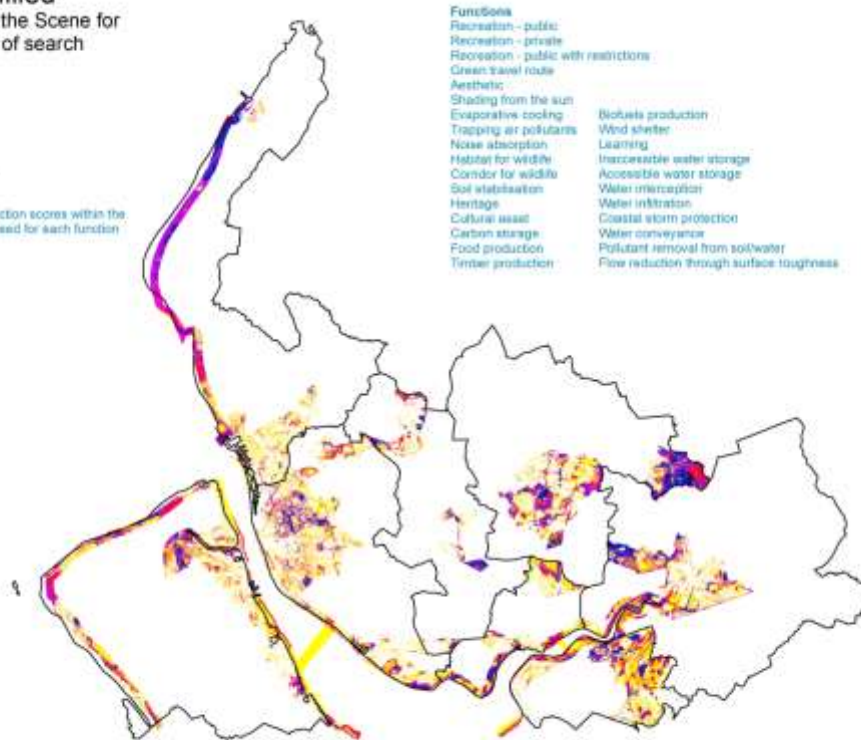 the Scene for
of search
ction scores within the
sed for each function
Functions
Recreation - public
Recreation - private
Recreation - public with restrictions
Green travel route
Aesthetic
Shading from the sun
Evaporative cooling
Trapping air pollutants
Noise absorption
Habitat for wildlife
Corridor for wildlife
Soil stabilisation
Heritage
Cultural asset
Carbon storage
Food production
Timber production
Biofuels production
Wind shelter
Learning
Inaccessible water storage
Accessible water storage
Water interception
Water infiltration
Coastal storm protection
Water conveyance
Pollutant removal from soil/water
Flow reduction through surface roughness